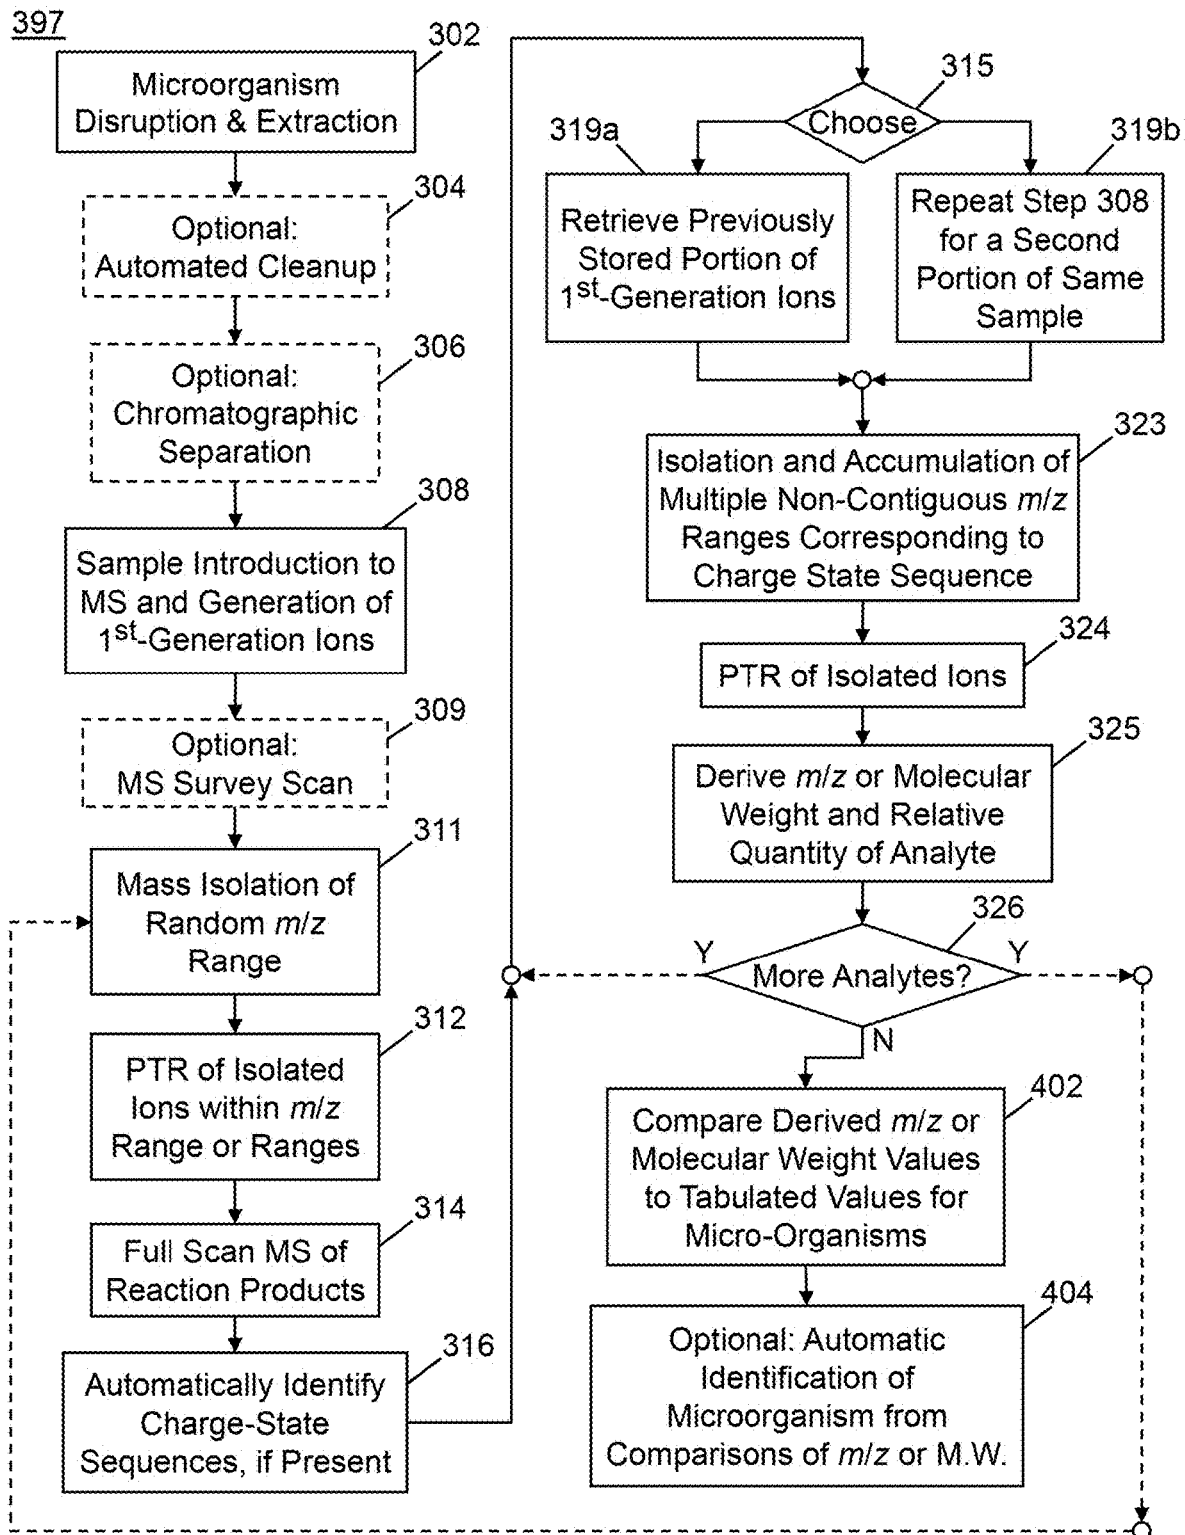 397
302
Microorganism
Disruption & Extraction
304
Optional:
Automated Cleanup
306
Optional:
Chromatographic
Separation
308
Sample Introduction to
MS and Generation of
1st-Generation Ions
309
Optional:
MS Survey Scan
311
Mass Isolation of
Random m/z
Range
312
PTR of Isolated
Ions within m/z
Range or Ranges
314
Full Scan MS of
Reaction Products
316
Automatically Identify
Charge-State
Sequences, if Present
315
Choose
319a
Retrieve Previously
Stored Portion of
1st-Generation Ions
319b
Repeat Step 308
for a Second
Portion of Same
Sample
323
Isolation and Accumulation of
Multiple Non-Contiguous m/z
Ranges Corresponding to
Charge State Sequence
324
PTR of Isolated Ions
325
Derive m/z or Molecular
Weight and Relative
Quantity of Analyte
326
Y
More Analytes?
Y
N
402
Compare Derived m/z or
Molecular Weight Values
to Tabulated Values for
Micro-Organisms
404
Optional: Automatic
Identification of
Microorganism from
Comparisons of m/z or M.W.